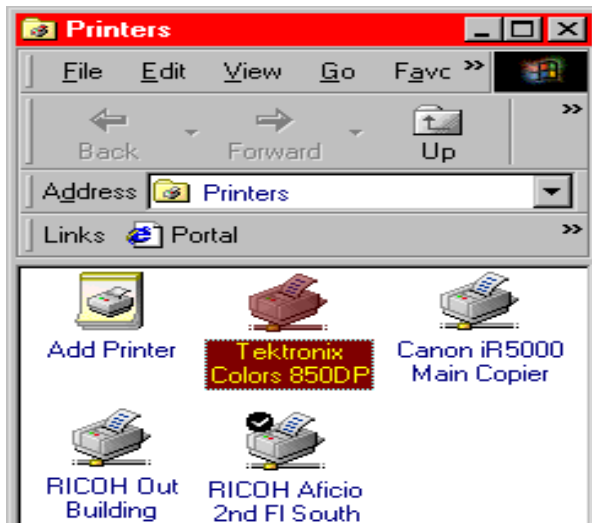 Printers
File Edit View Go Favc »
Back Forward Up »
Address Printers
Links Portal »
Add Printer
Tektronix
Colors 850DP
Canon iR5000
Main Copier
RICOH Out
Building
RICOH Aficio
2nd Fl South